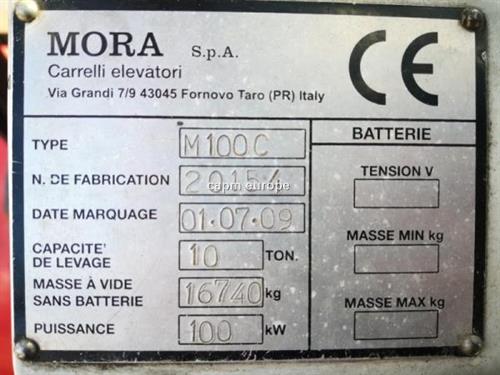 MORA S.p.A.
Carrelli elevatori
Via Grandi 7/9 43045 Fornovo Taro (PR) Italy
CE
TYPE M100C
N. DE FABRICATION 20154
capm europe
DATE MARQUAGE 01·07·09
CAPACITE'
DE LEVAGE 10 TON.
MASSE À VIDE
SANS BATTERIE 16740 kg
PUISSANCE 100 kW
BATTERIE
TENSION V
MASSE MIN kg
MASSE MAX kg